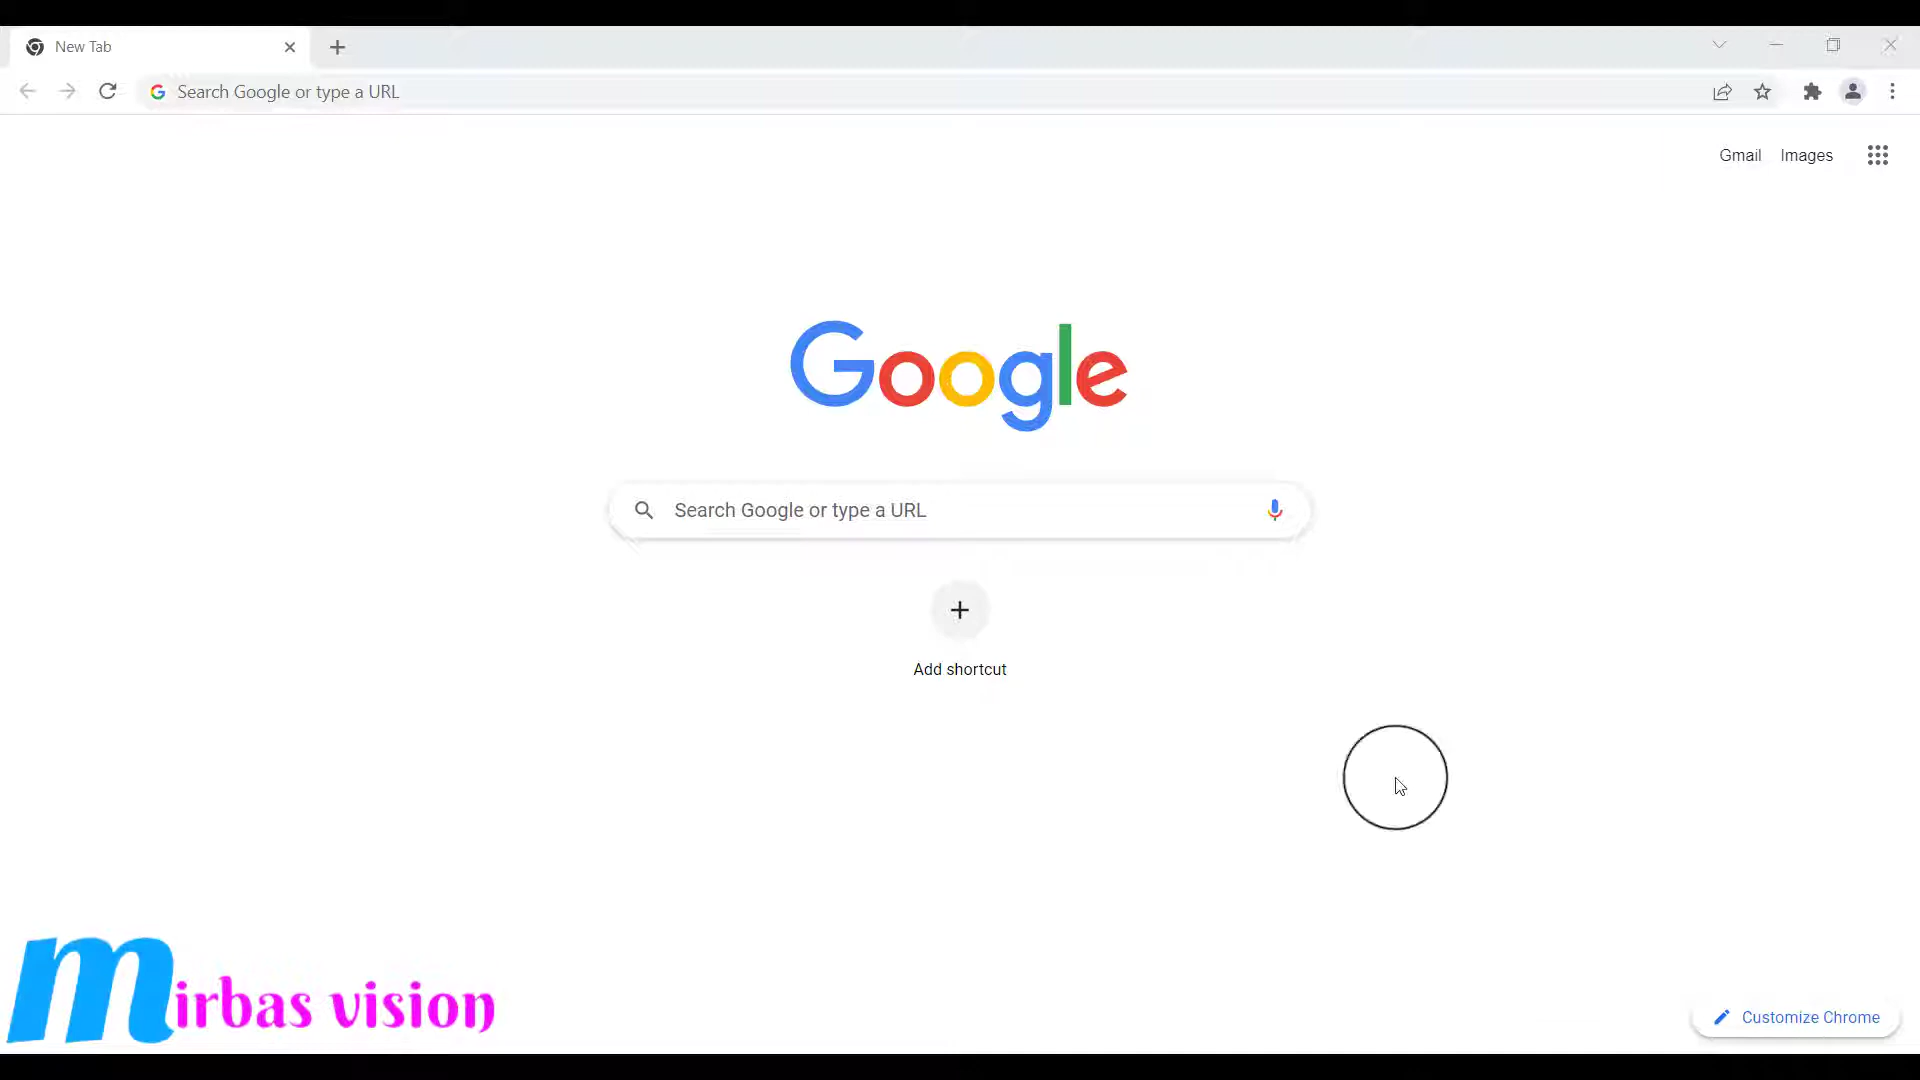 New Tab
Search Google or type a URL
Gmail Images
Google
Search Google or type a URL
Add shortcut
Mirbas vision
Customize Chrome